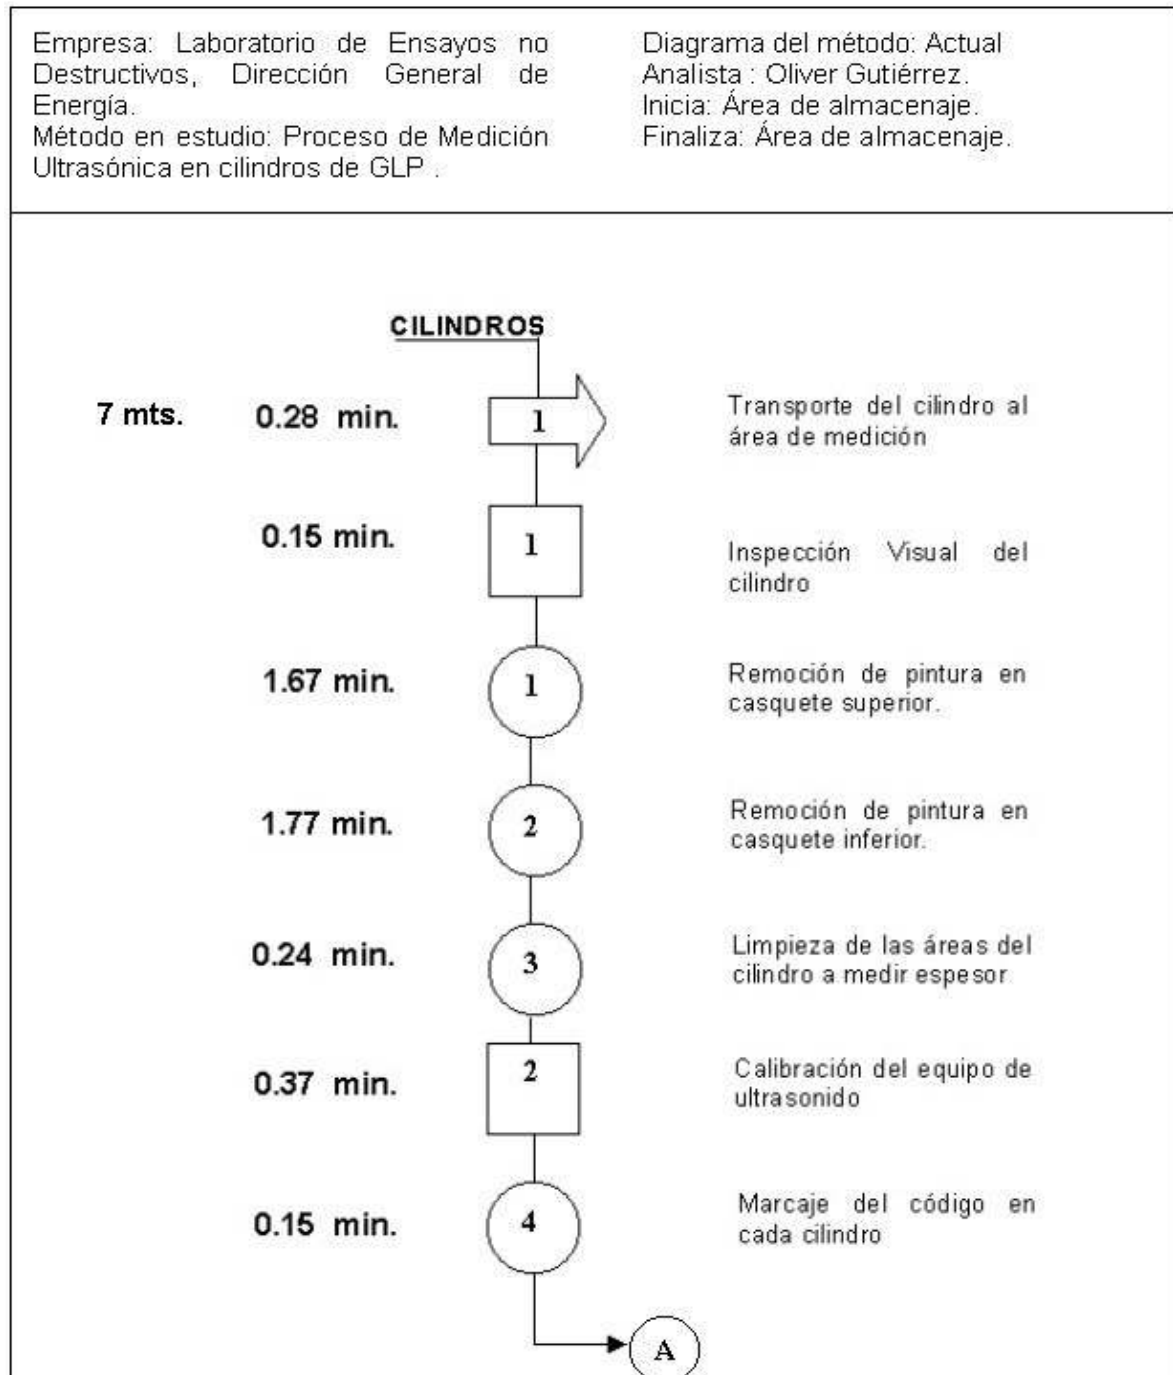 Empresa: Laboratorio de Ensayos no
Destructivos, Dirección General de
Energía.
Método en estudio: Proceso de Medición
Ultrasónica en cilindros de GLP .
Diagrama del método: Actual
Analista : Oliver Gutiérrez.
Inicia: Área de almacenaje.
Finaliza: Área de almacenaje.
CILINDROS
7 mts. 0.28 min. 1 Transporte del cilindro al
área de medición
0.15 min. 1 Inspección Visual del
cilindro
1.67 min. 1 Remoción de pintura en
casquete superior.
1.77 min. 2 Remoción de pintura en
casquete inferior.
0.24 min. 3 Limpieza de las áreas del
cilindro a medir espesor
0.37 min. 2 Calibración del equipo de
ultrasonido
0.15 min. 4 Marcaje del código en
cada cilindro
A